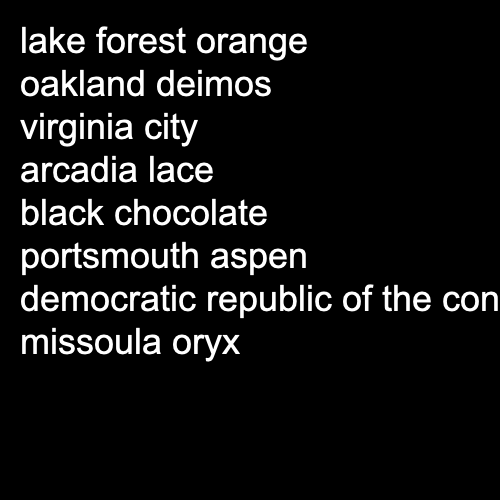 lake forest orange
oakland deimos
virginia city
arcadia lace
black chocolate
portsmouth aspen
democratic republic of the con
missoula oryx